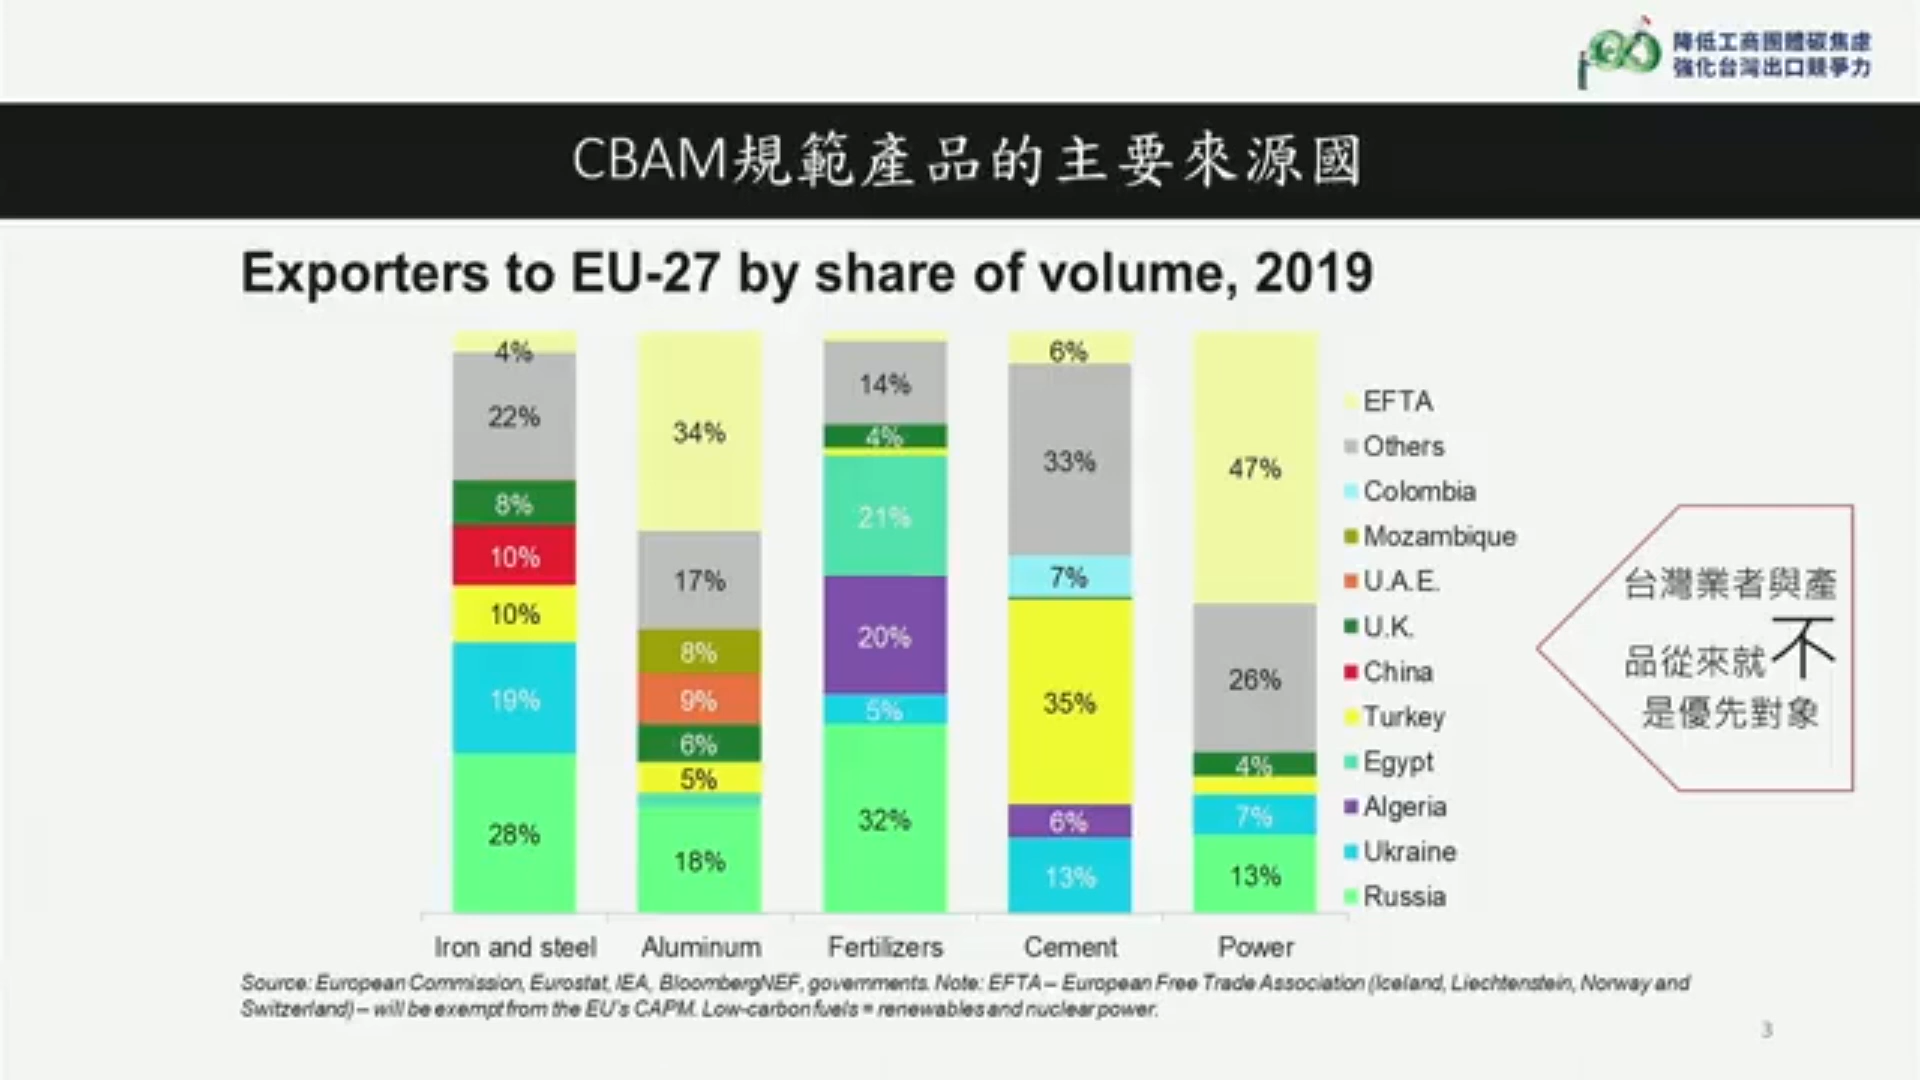 降低工商團體碳焦慮
強化台灣出口競爭力
CBAM規範產品的主要來源國
Exporters to EU-27 by share of volume, 2019
4%
22%
8%
10%
10%
19%
28%
34%
17%
8%
9%
6%
5%
18%
14%
4%
21%
20%
5%
32%
6%
33%
7%
35%
6%
13%
47%
26%
4%
7%
13%
EFTA
Others
Colombia
Mozambique
U.A.E.
U.K.
China
Turkey
Egypt
Algeria
Ukraine
Russia
台灣業者與產
品從來就不
是優先對象
Iron and steel Aluminum Fertilizers Cement Power
Source: European Commission, Eurostat, IEA, BloombergNEF, governments. Note: EFTA – European Free Trade Association (Iceland, Liechtenstein, Norway and
Switzerland) – will be exempt from the EU's CAPM. Low-carbon fuels = renewables and nuclear power.
3